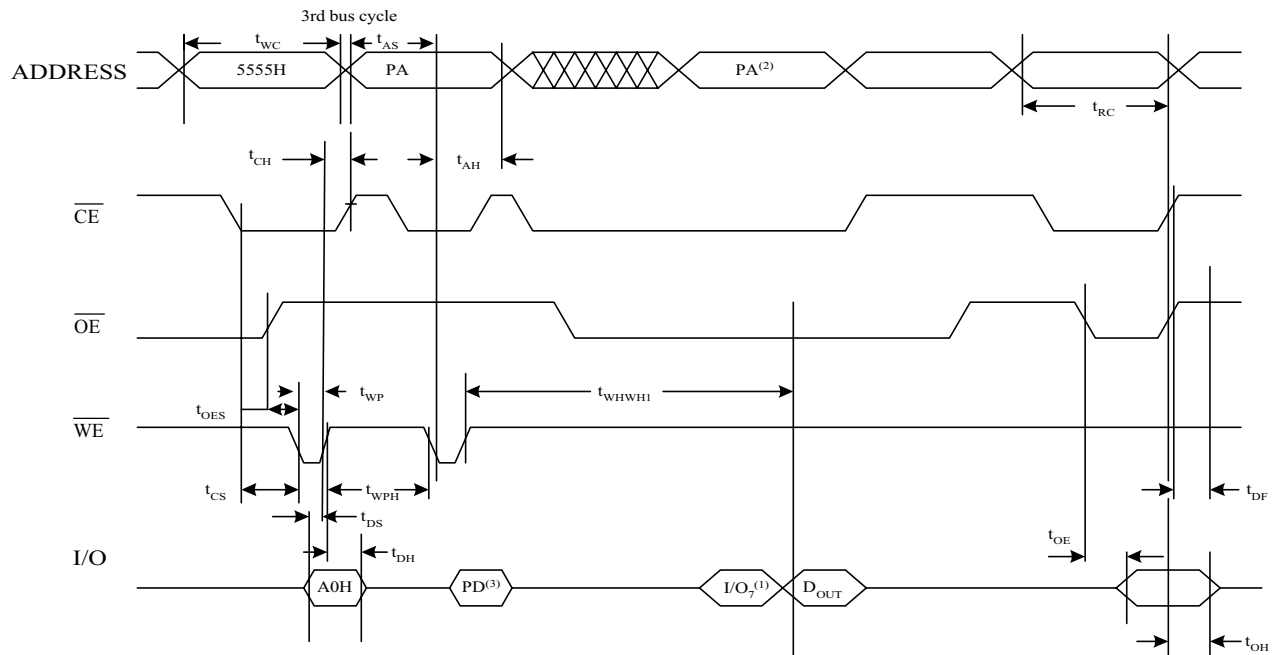 3rd bus cycle
tWC tAS
ADDRESS 5555H PA PA(2)
tRC
tCH tAH
CE
OE
tWP tWHWH1
tOES
WE
tCS tWPH tDF
tDS
tOE
I/O tDH
A0H PD(3) I/O7(1) DOUT
tOH